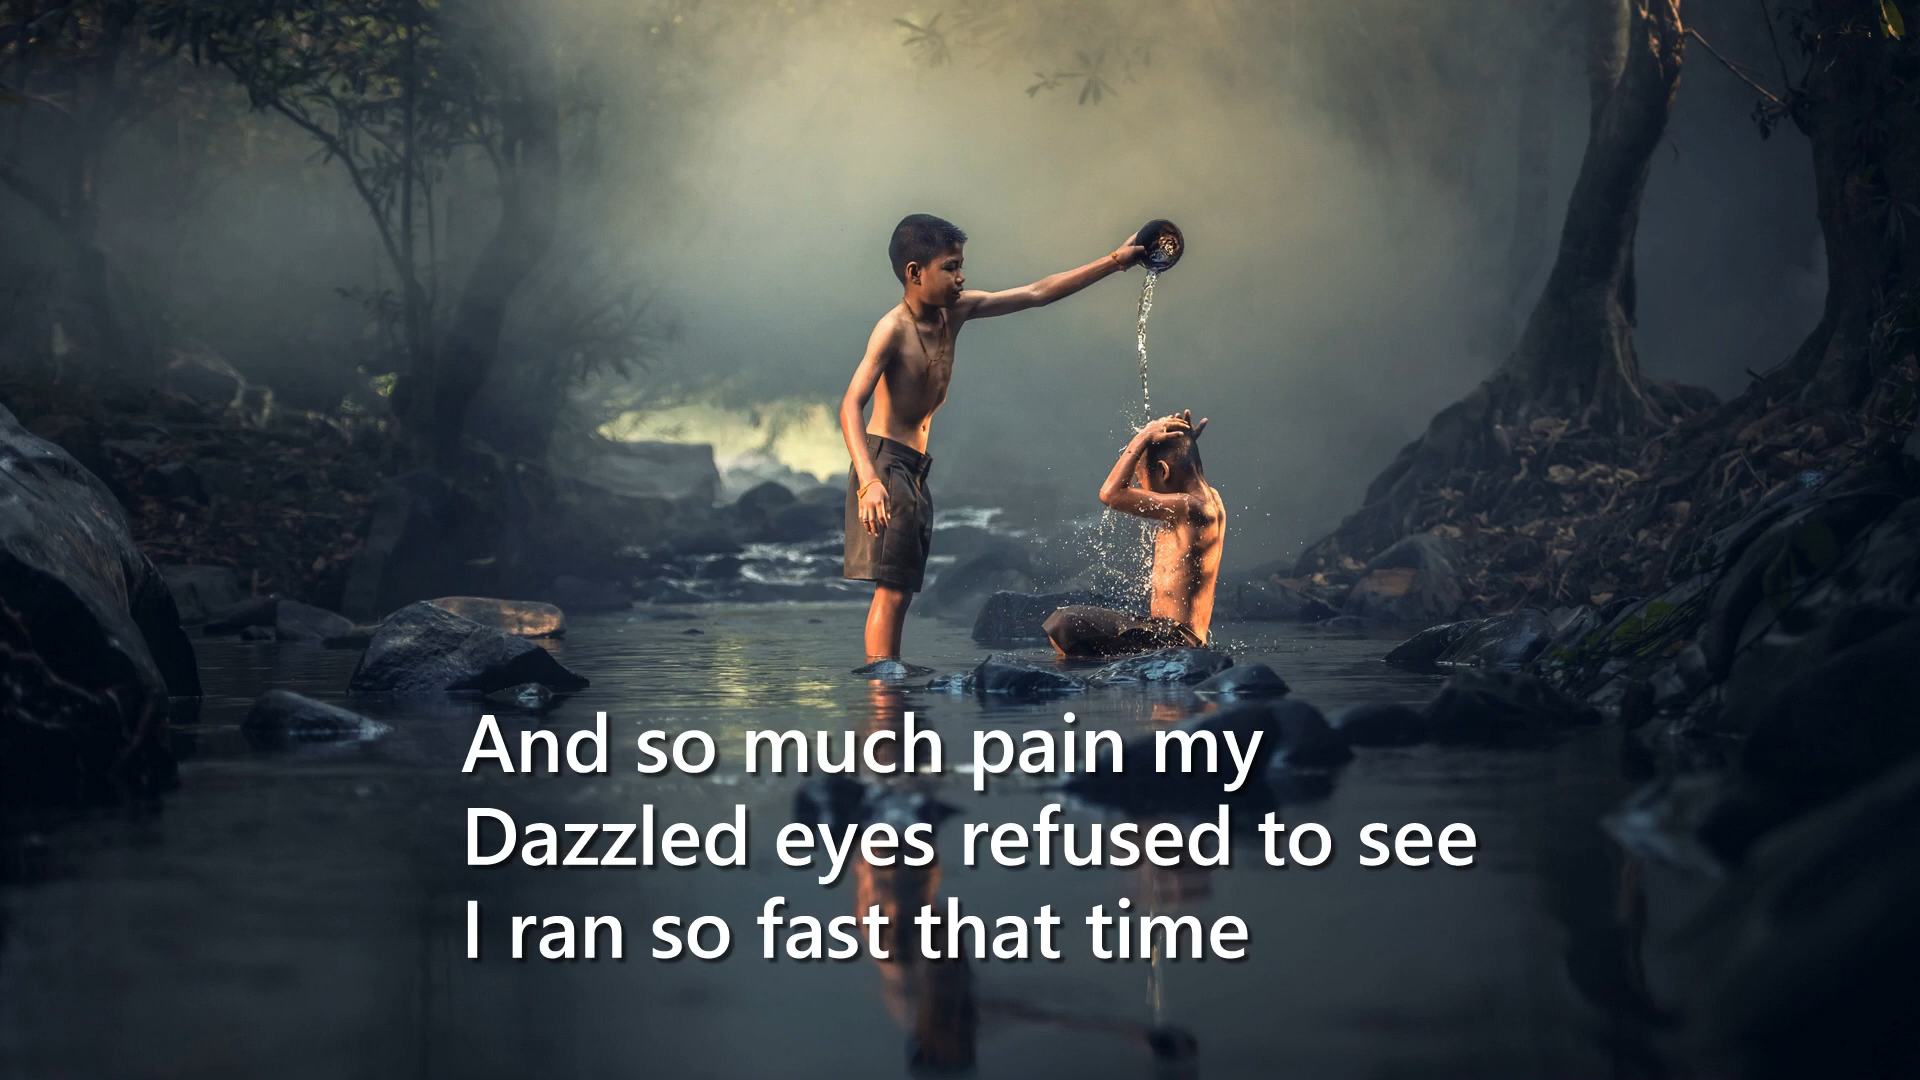 And so much pain my
Dazzled eyes refused to see
I ran so fast that time